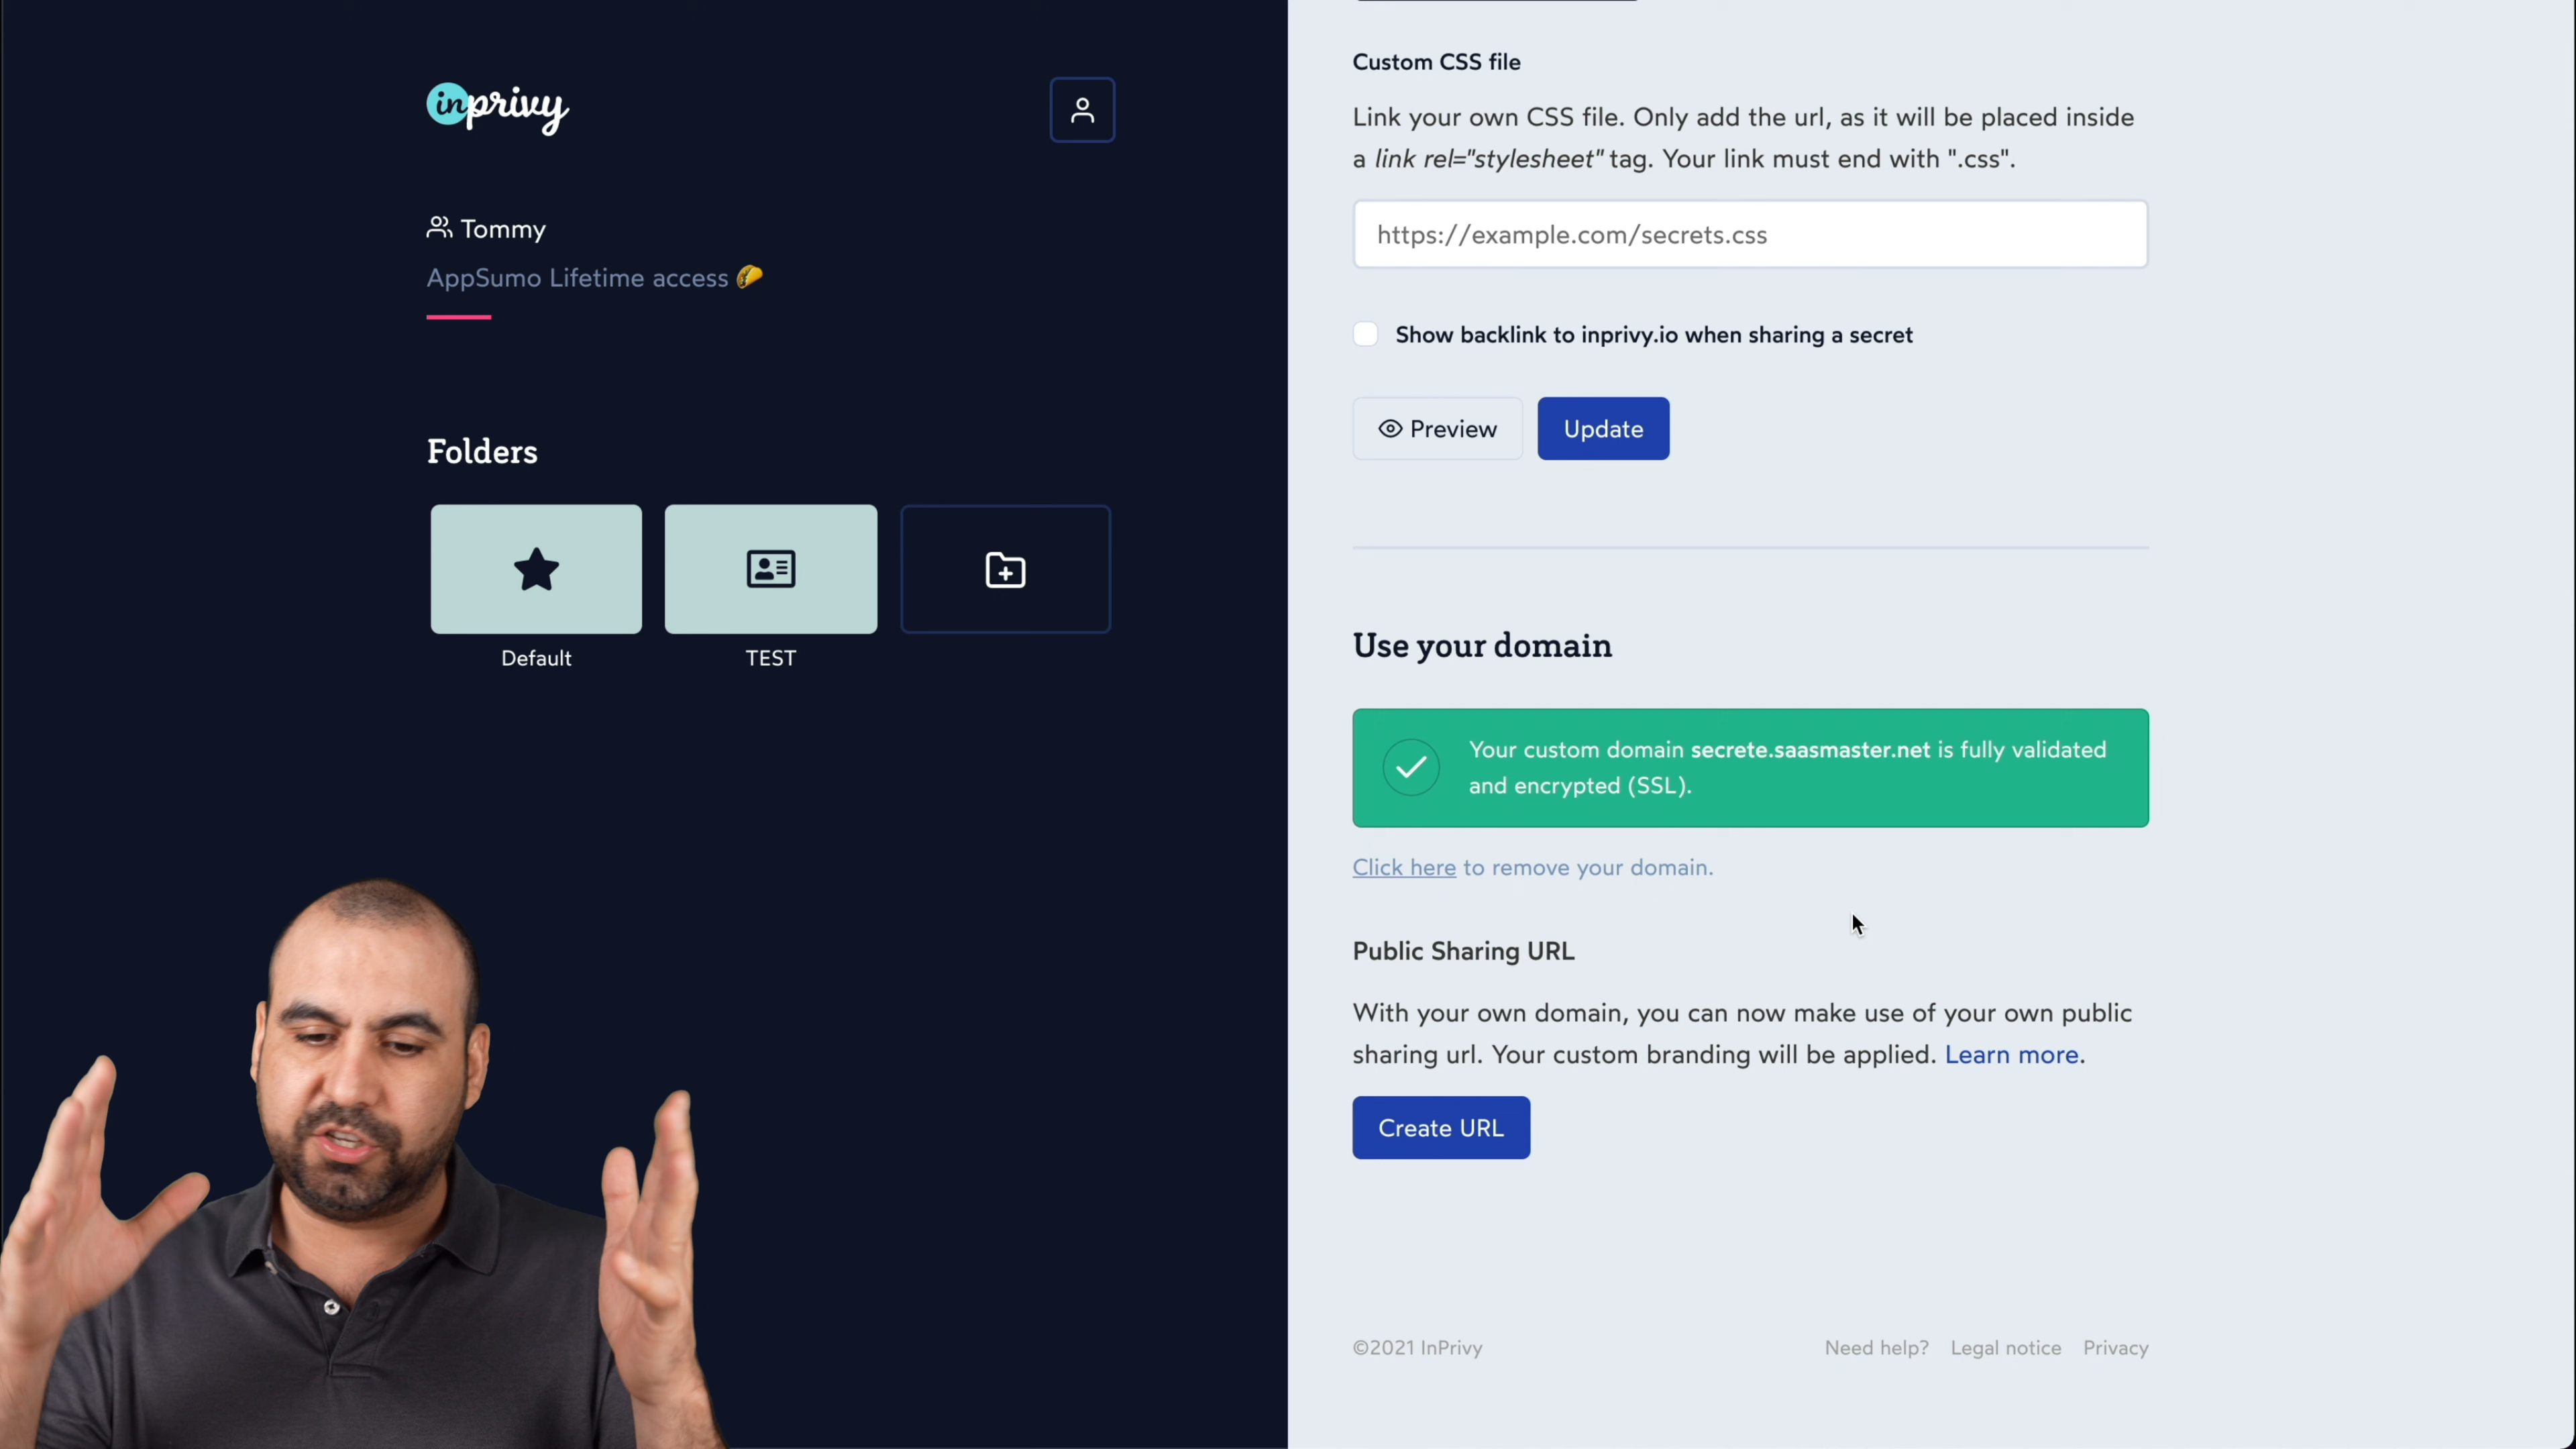 inprivy
Tommy
AppSumo Lifetime access 🌮
Folders
Default
TEST
Custom CSS file
Link your own CSS file. Only add the url, as it will be placed inside
a link rel="stylesheet" tag. Your link must end with ".css".
https://example.com/secrets.css
Show backlink to inprivy.io when sharing a secret
Preview
Update
Use your domain
Your custom domain secrete.saasmaster.net is fully validated
and encrypted (SSL).
Click here to remove your domain.
Public Sharing URL
With your own domain, you can now make use of your own public
sharing url. Your custom branding will be applied. Learn more.
Create URL
©2021 InPrivy
Need help? Legal notice Privacy